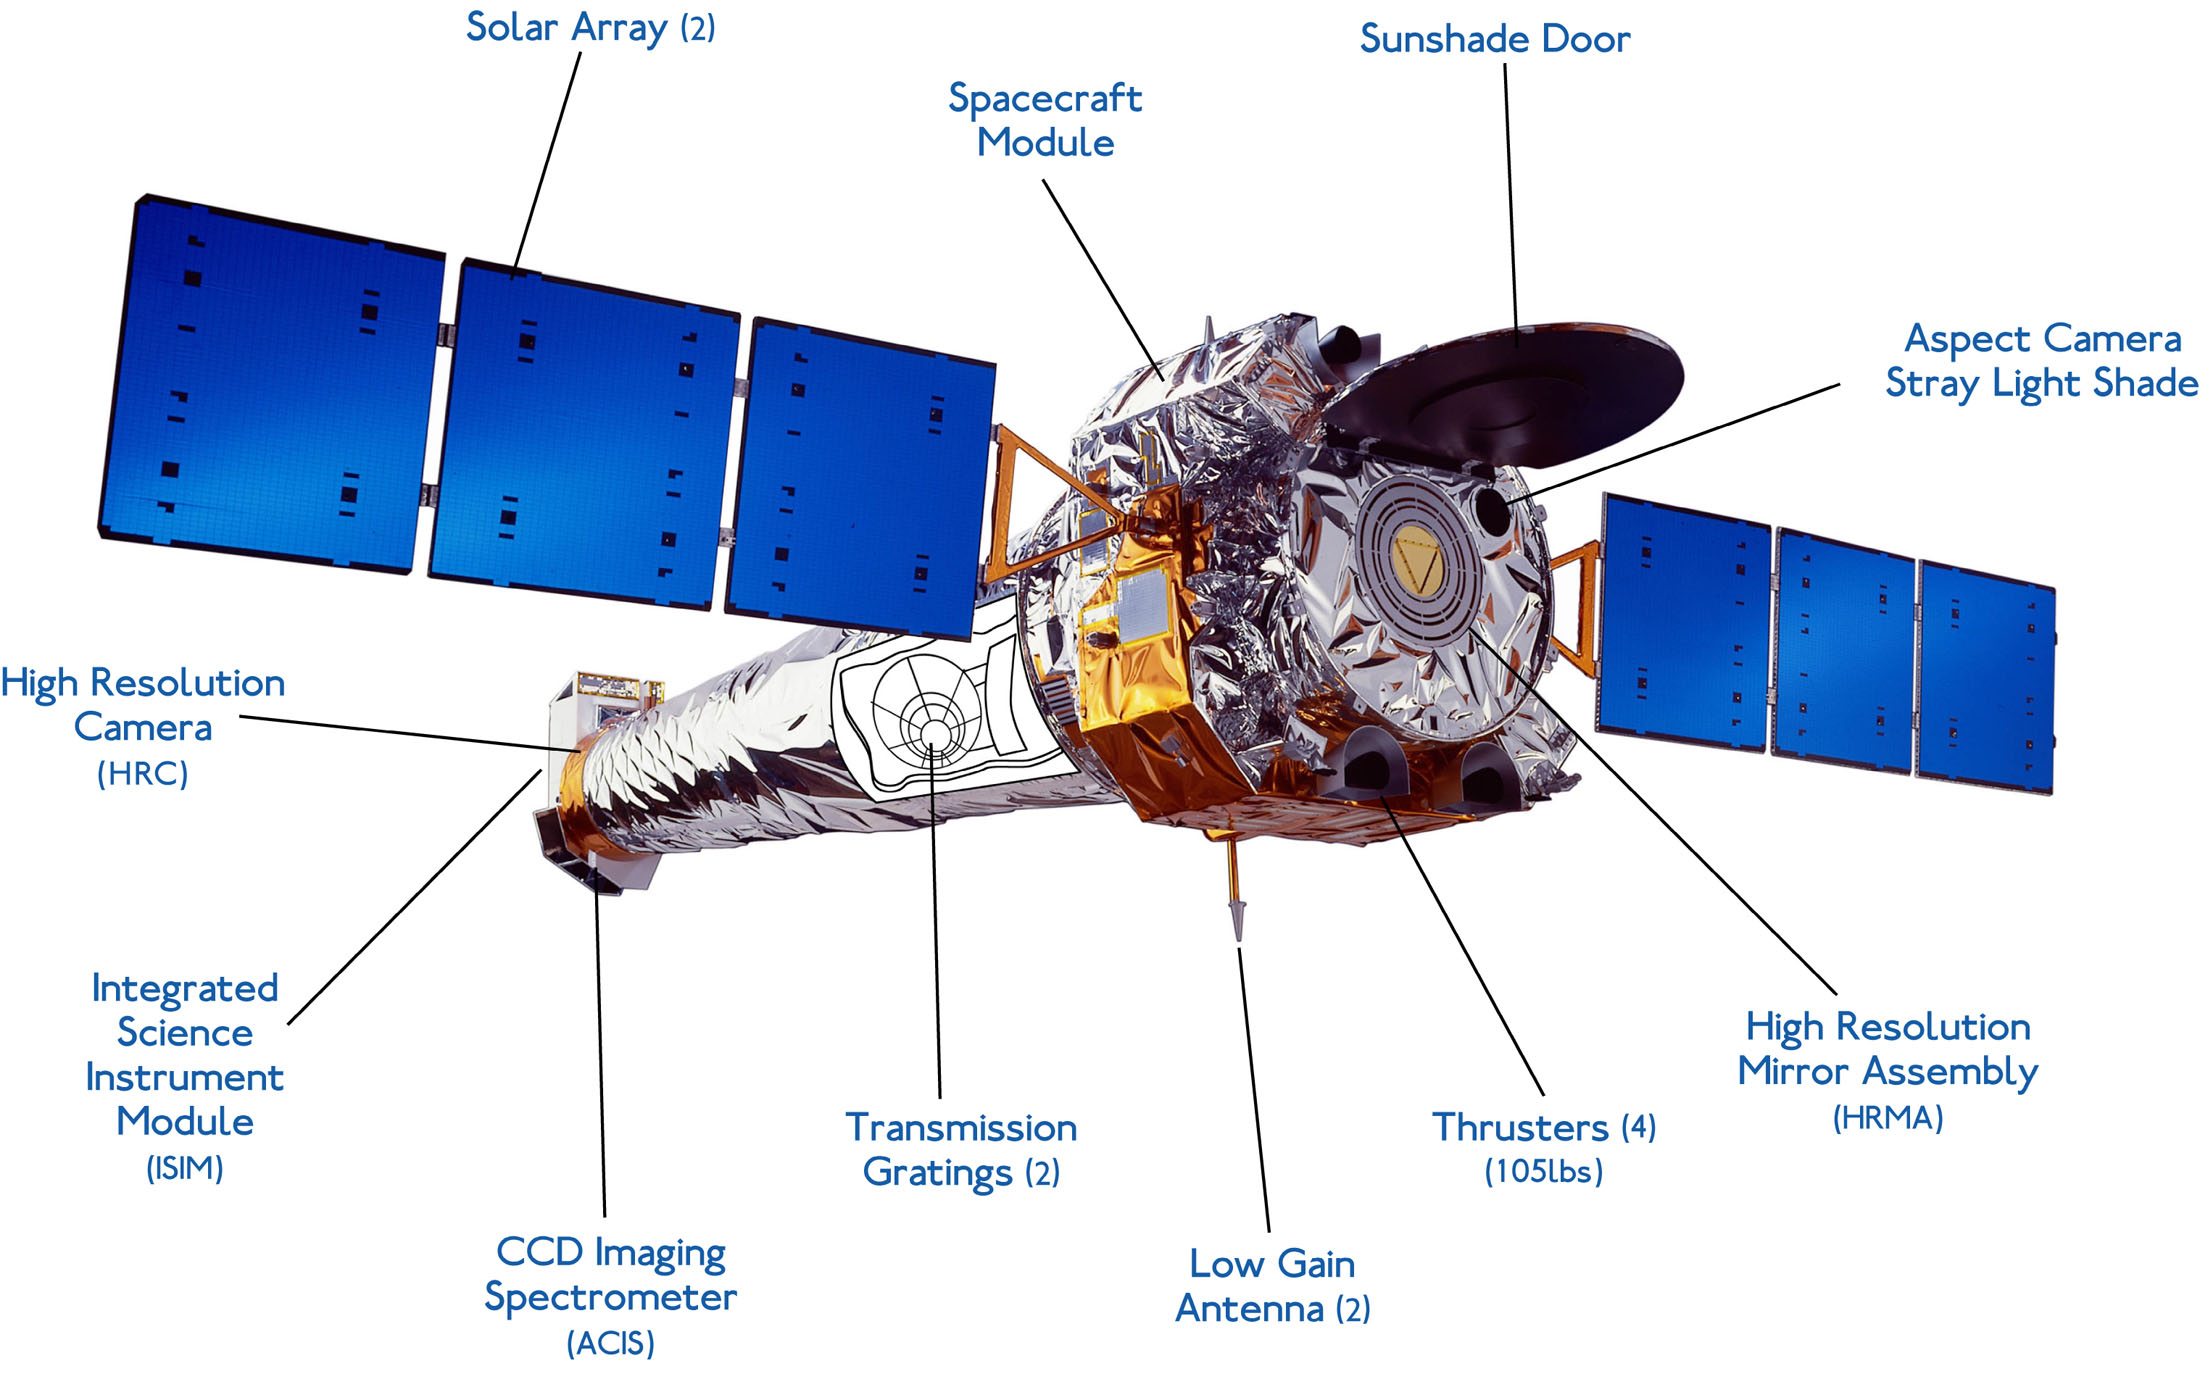 Solar Array (2)
Sunshade Door
Spacecraft
Module
Aspect Camera
Stray Light Shade
High Resolution
Camera
(HRC)
Integrated
Science
Instrument
Module
(ISIM)
CCD Imaging
Spectrometer
(ACIS)
Transmission
Gratings (2)
Low Gain
Antenna (2)
Thrusters (4)
(105lbs)
High Resolution
Mirror Assembly
(HRMA)